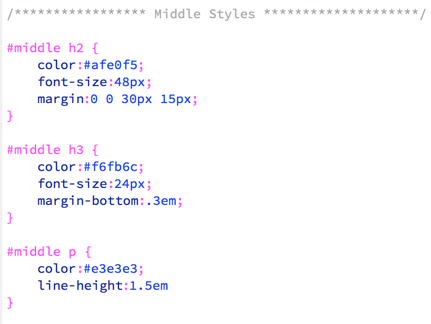 /***************** Middle Styles ********************/
#middle h2 {
    color:#afe0f5;
    font-size:48px;
    margin:0 0 30px 15px;
}
#middle h3 {
    color:#f6fb6c;
    font-size:24px;
    margin-bottom:.3em;
}
#middle p {
    color:#e3e3e3;
    line-height:1.5em
}